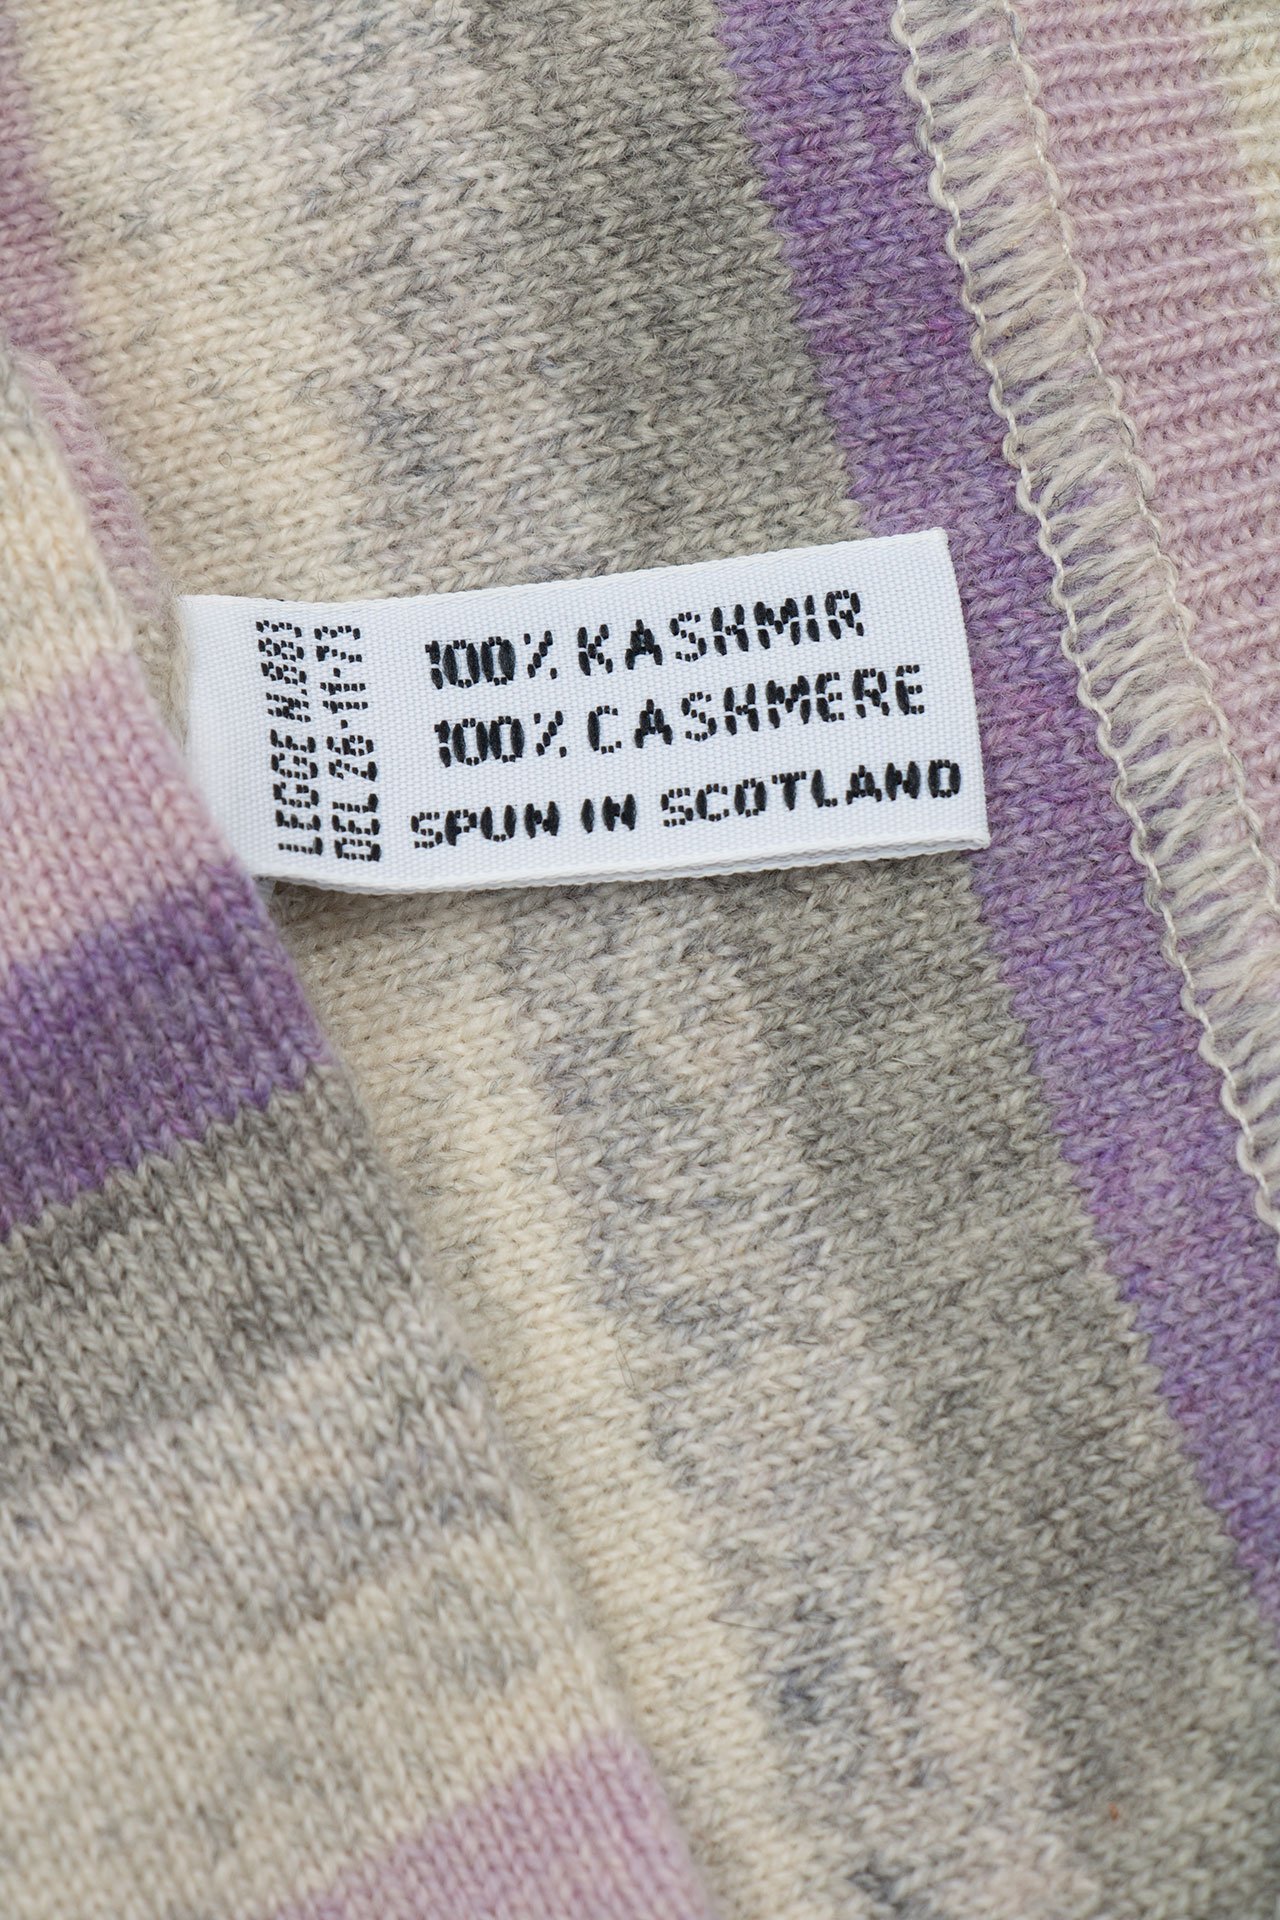 LEGGE N.883
DEL 26-11-73
100% KASHMIR
100% CASHMERE
SPUN IN SCOTLAND